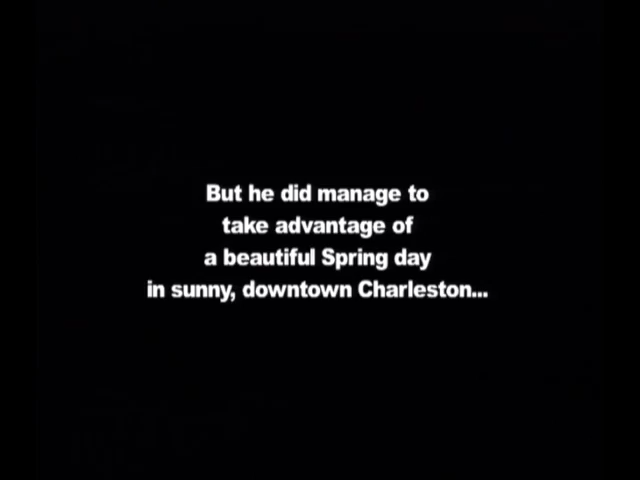 But he did manage to
take advantage of
a beautiful Spring day
in sunny, downtown Charleston...